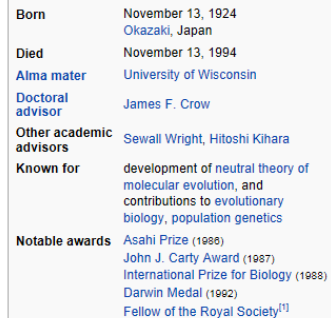 Born November 13, 1924
Okazaki, Japan
Died November 13, 1994
Alma mater University of Wisconsin
Doctoral
advisor James F. Crow
Other academic
advisors Sewall Wright, Hitoshi Kihara
Known for development of neutral theory of
molecular evolution, and
contributions to evolutionary
biology, population genetics
Notable awards Asahi Prize (1986)
John J. Carty Award (1987)
International Prize for Biology (1988)
Darwin Medal (1992)
Fellow of the Royal Society[1]